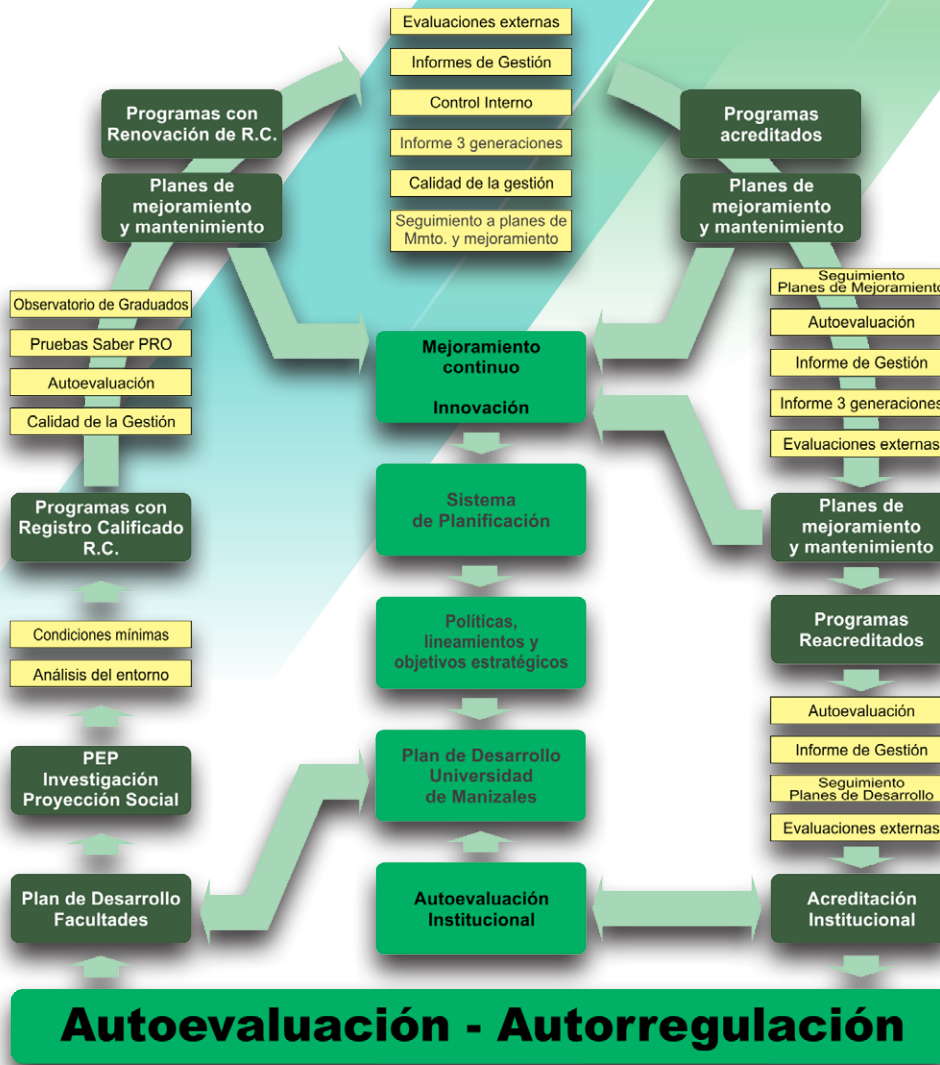 Evaluaciones externas
Informes de Gestión
Control Interno
Informe 3 generaciones
Calidad de la gestión
Seguimiento a planes de
Mmto. y mejoramiento
Programas con
Renovación de R.C.
Planes de
mejoramiento
y mantenimiento
Programas
acreditados
Planes de
mejoramiento
y mantenimiento
Observatorio de Graduados
Pruebas Saber PRO
Autoevaluación
Calidad de la Gestión
Programas con
Registro Calificado
R.C.
Condiciones mínimas
Análisis del entorno
PEP
Investigación
Proyección Social
Plan de Desarrollo
Facultades
Mejoramiento
continuo
Innovación
Sistema
de Planificación
Políticas,
lineamientos y
objetivos estratégicos
Plan de Desarrollo
Universidad
de Manizales
Autoevaluación
Institucional
Seguimiento
Planes de Mejoramiento
Autoevaluación
Informe de Gestión
Informe 3 generaciones
Evaluaciones externas
Planes de
mejoramiento
y mantenimiento
Programas
Reacreditados
Autoevaluación
Informe de Gestión
Seguimiento
Planes de Desarrollo
Evaluaciones externas
Acreditación
Institucional
Autoevaluación - Autorregulación